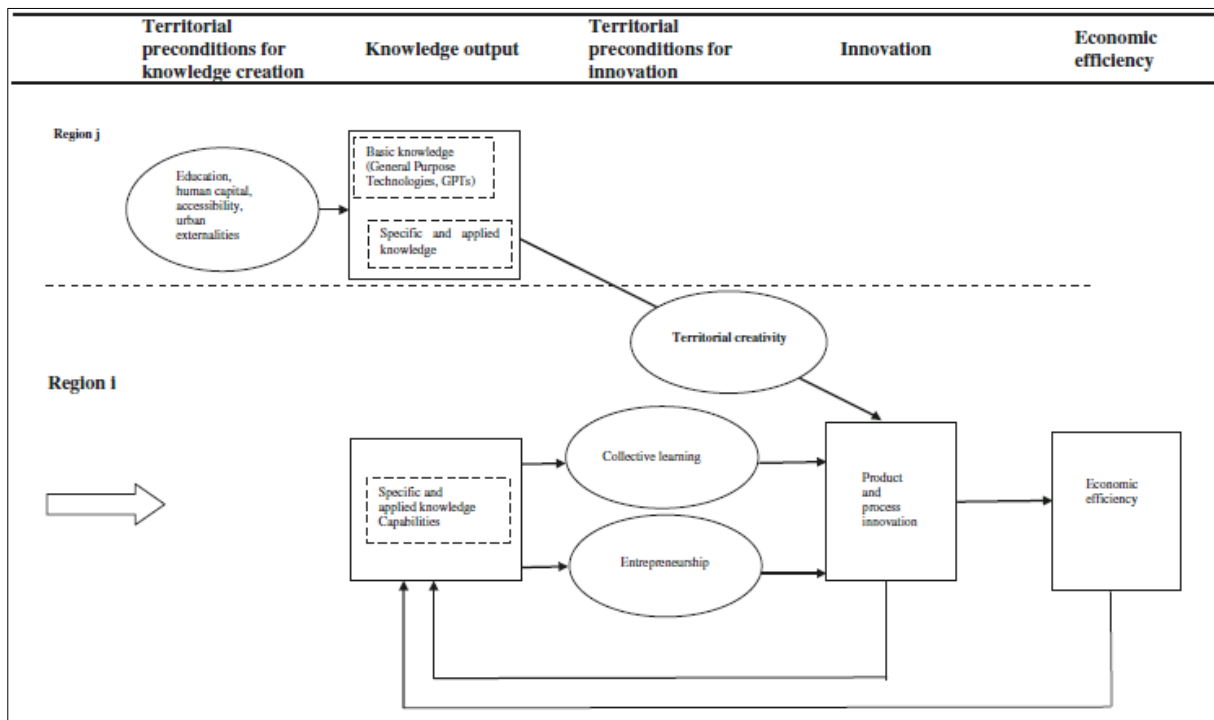 Territorial
preconditions for
knowledge creation
Knowledge output
Territorial
preconditions for
innovation
Innovation
Economic
efficiency
Region j
Education,
human capital,
accessibility,
urban
externalities
Basic knowledge
(General Purpose
Technologies, GPTs)
Specific and applied
knowledge
Territorial creativity
Region i
Specific and
applied knowledge
Capabilities
Collective learning
Entrepreneurship
Product
and
process
innovation
Economic
efficiency